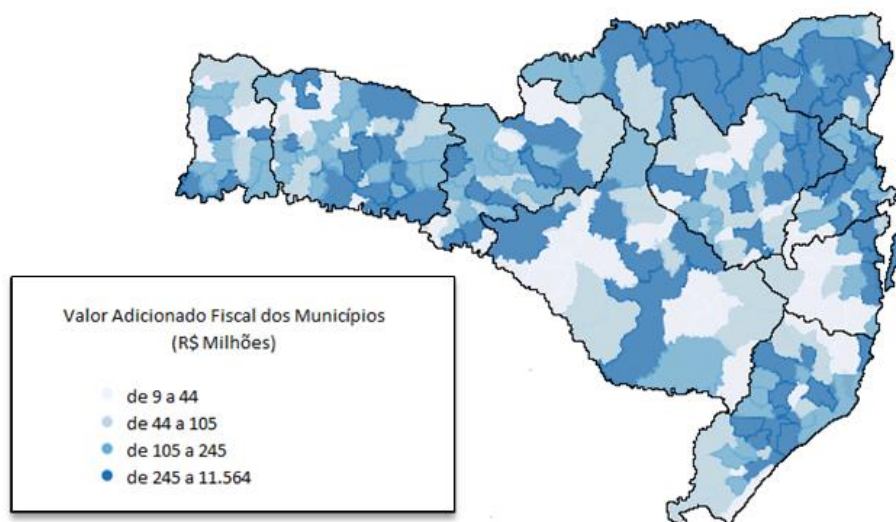 Valor Adicionado Fiscal dos Municípios
(R$ Milhões)
de 9 a 44
de 44 a 105
de 105 a 245
de 245 a 11.564